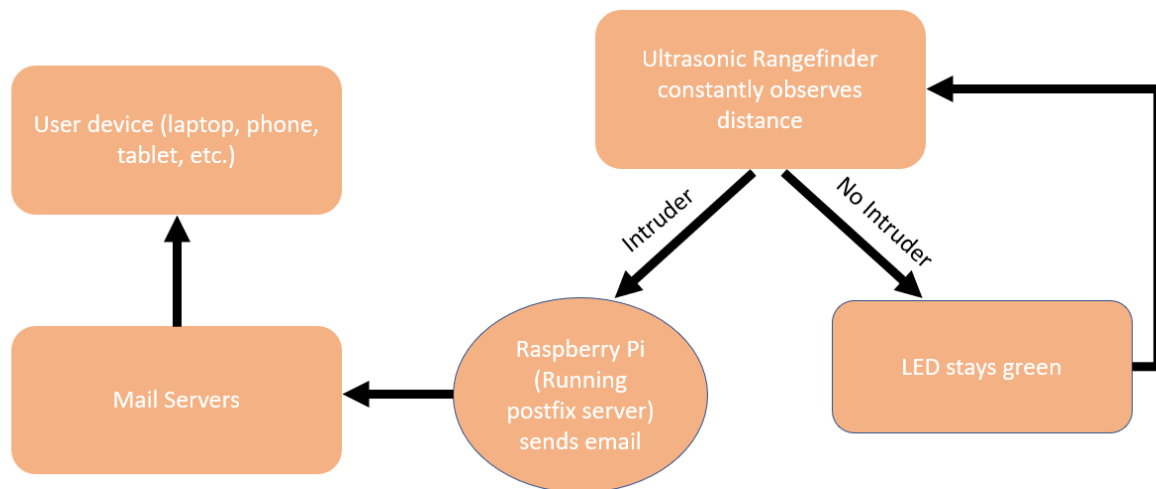 Ultrasonic Rangefinder
constantly observes
distance
User device (laptop, phone,
tablet, etc.)
Intruder
No Intruder
Raspberry Pi
(Running
postfix server)
sends email
LED stays green
Mail Servers